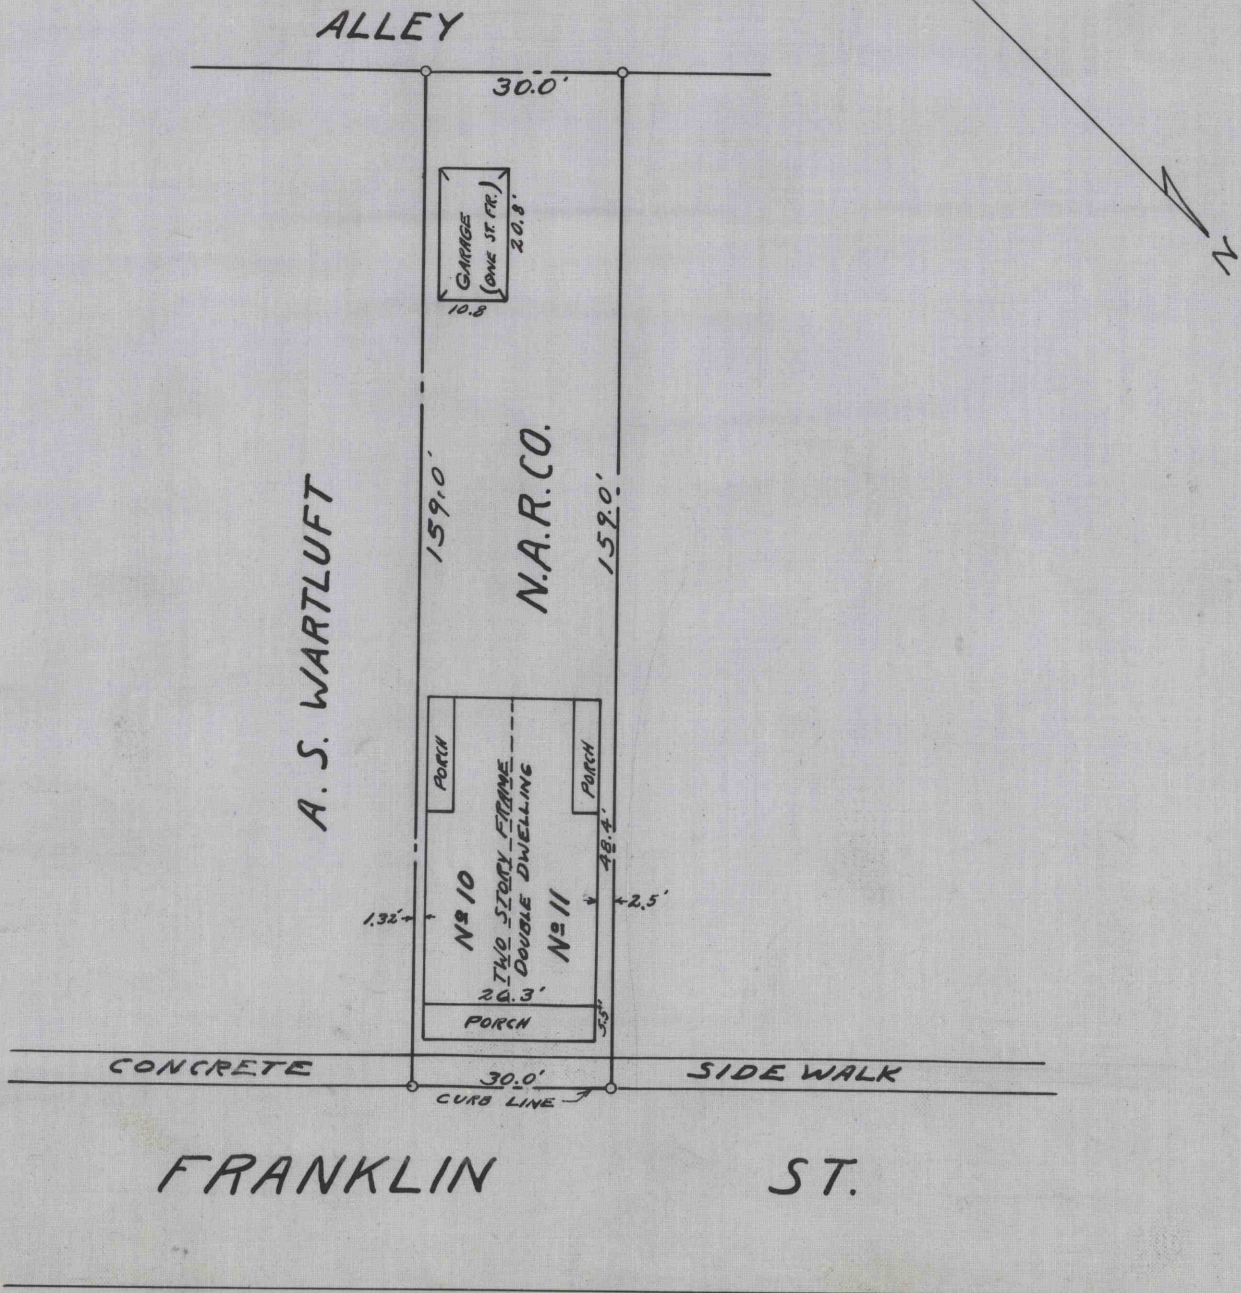 ALLEY
30.0'
GARAGE
(ONE ST. FR.)
20.8'
10.8
159.0'
N.A.R. CO.
159.0'
A. S. WARTLUFT
PORCH
PORCH
TWO STORY FRAME
DOUBLE DWELLING
48.4'
Nº 10
Nº 11
1.32'
2.5'
26.3'
PORCH
5.5'
CONCRETE
SIDE WALK
30.0'
CURB LINE
FRANKLIN ST.
N